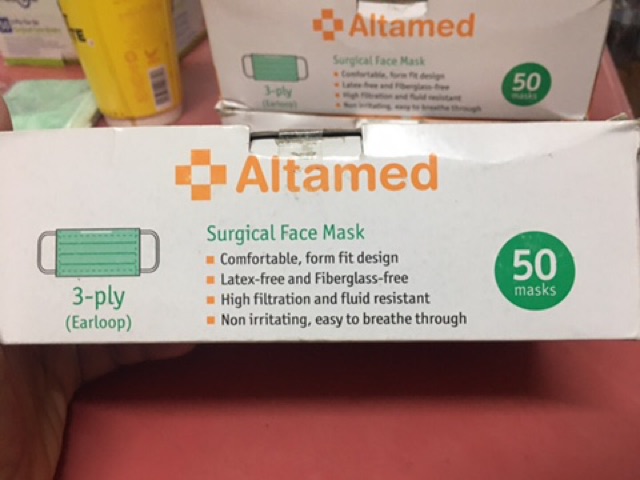 Altamed
Surgical Face Mask
Comfortable, form fit design
Latex-free and Fiberglass-free
High filtration and fluid resistant
Non irritating, easy to breathe through
3-ply
(Earloop)
50
masks
Altamed
Surgical Face Mask
Comfortable, form fit design
Latex-free and Fiberglass-free
High filtration and fluid resistant
Non irritating, easy to breathe through
3-ply
(Earloop)
50
masks